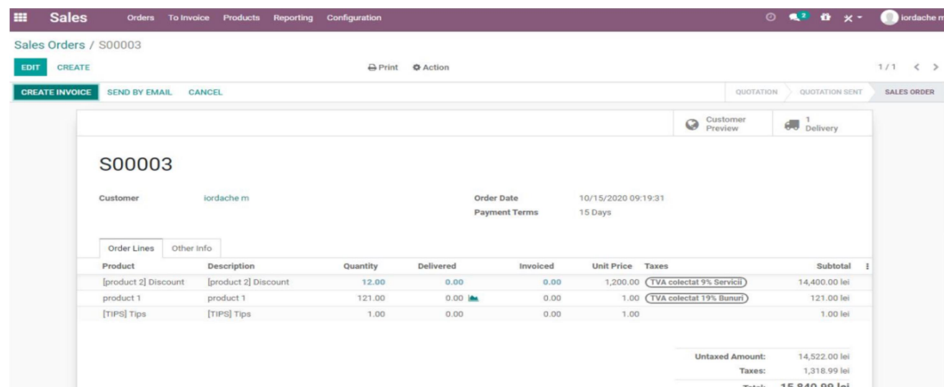 Sales Orders To Invoice Products Reporting Configuration 3 iordache m
Sales Orders / S00003
EDIT CREATE Print Action 1 / 1
CREATE INVOICE SEND BY EMAIL CANCEL QUOTATION QUOTATION SENT SALES ORDER
Customer Preview 1 Delivery
S00003
Customer iordache m Order Date 10/15/2020 09:19:31
Payment Terms 15 Days
Order Lines Other Info
Product Description Quantity Delivered Invoiced Unit Price Taxes Subtotal
[product 2] Discount [product 2] Discount 12.00 0.00 0.00 1,200.00 TVA colectat 9% Servicii 14,400.00 lei
product 1 product 1 121.00 0.00 0.00 1.00 TVA colectat 19% Bunuri 121.00 lei
[TIPS] Tips [TIPS] Tips 1.00 0.00 0.00 1.00 1.00 lei
Untaxed Amount: 14,522.00 lei
Taxes: 1,318.99 lei
Total: 15,840.99 lei